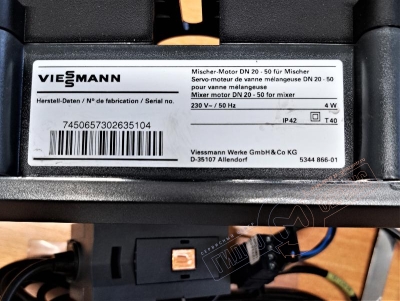 VIESMANN
Herstell-Daten / N° de fabrication / Serial no.
7450657302635104
Mischer-Motor DN 20 - 50 für Mischer
Servo-moteur de vanne mélangeuse DN 20 - 50
pour vanne mélangeuse
Mixer motor DN 20 - 50 for mixer
230 V~ / 50 Hz 4 W
IP42 T40
Viessmann Werke GmbH & Co KG
D-35107 Allendorf 5344 866-01